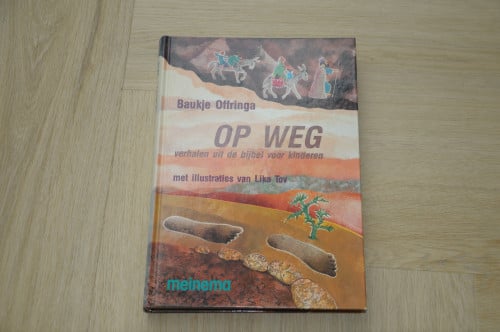 Baukje Offringa
OP WEG
verhalen uit de bijbel voor kinderen
met illustraties van Lika Tov
meinema